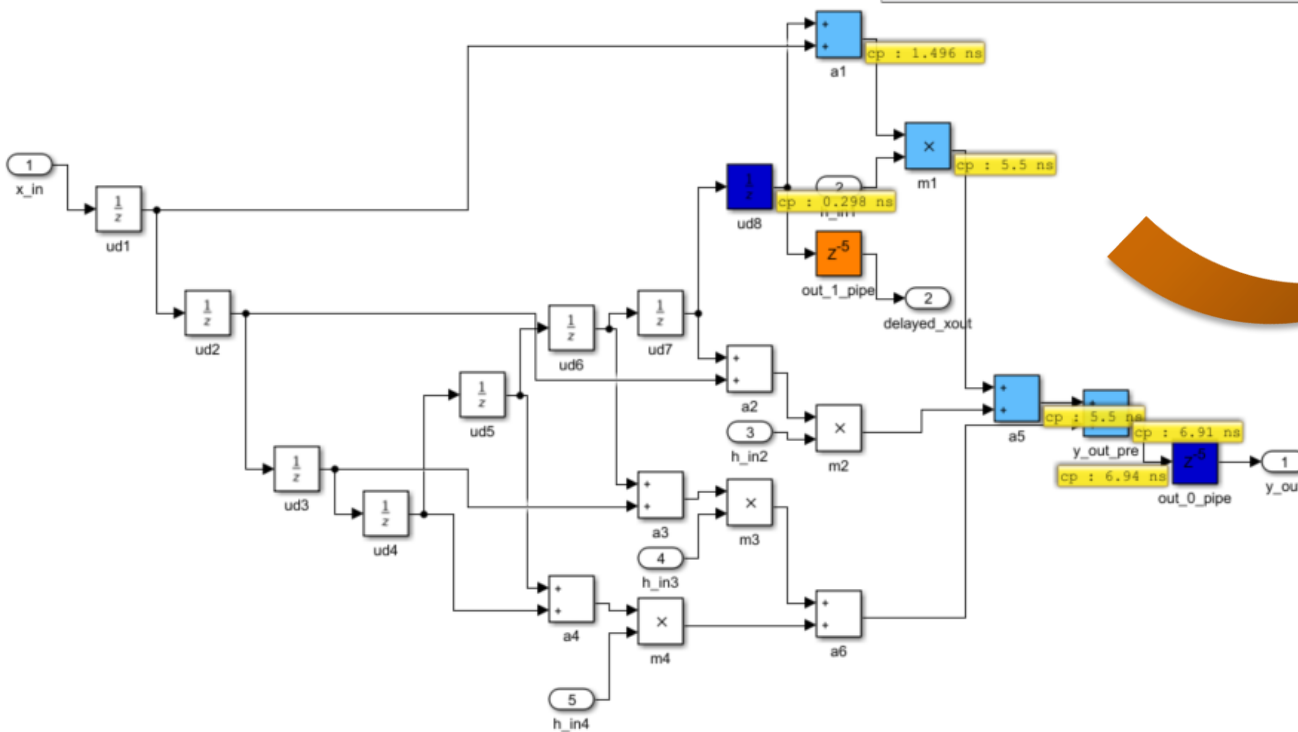 +
+
a1
cp : 1.496 ns
1
x_in
×
m1
cp : 5.5 ns
1
z
ud1
1
z
ud8
2
cp : 0.298 ns
z-5
out_1_pipe
2
delayed_xout
1
z
ud2
1
z
ud6
1
z
ud7
+
+
a2
1
z
ud5
3
h_in2
×
m2
+
+
a5
cp : 5.5 ns
+
y_out_pre
cp : 6.91 ns
cp : 6.94 ns
z-5
out_0_pipe
1
1
z
ud3
1
z
ud4
+
+
a3
×
m3
4
h_in3
+
+
a4
×
m4
+
+
a6
5
h_in4